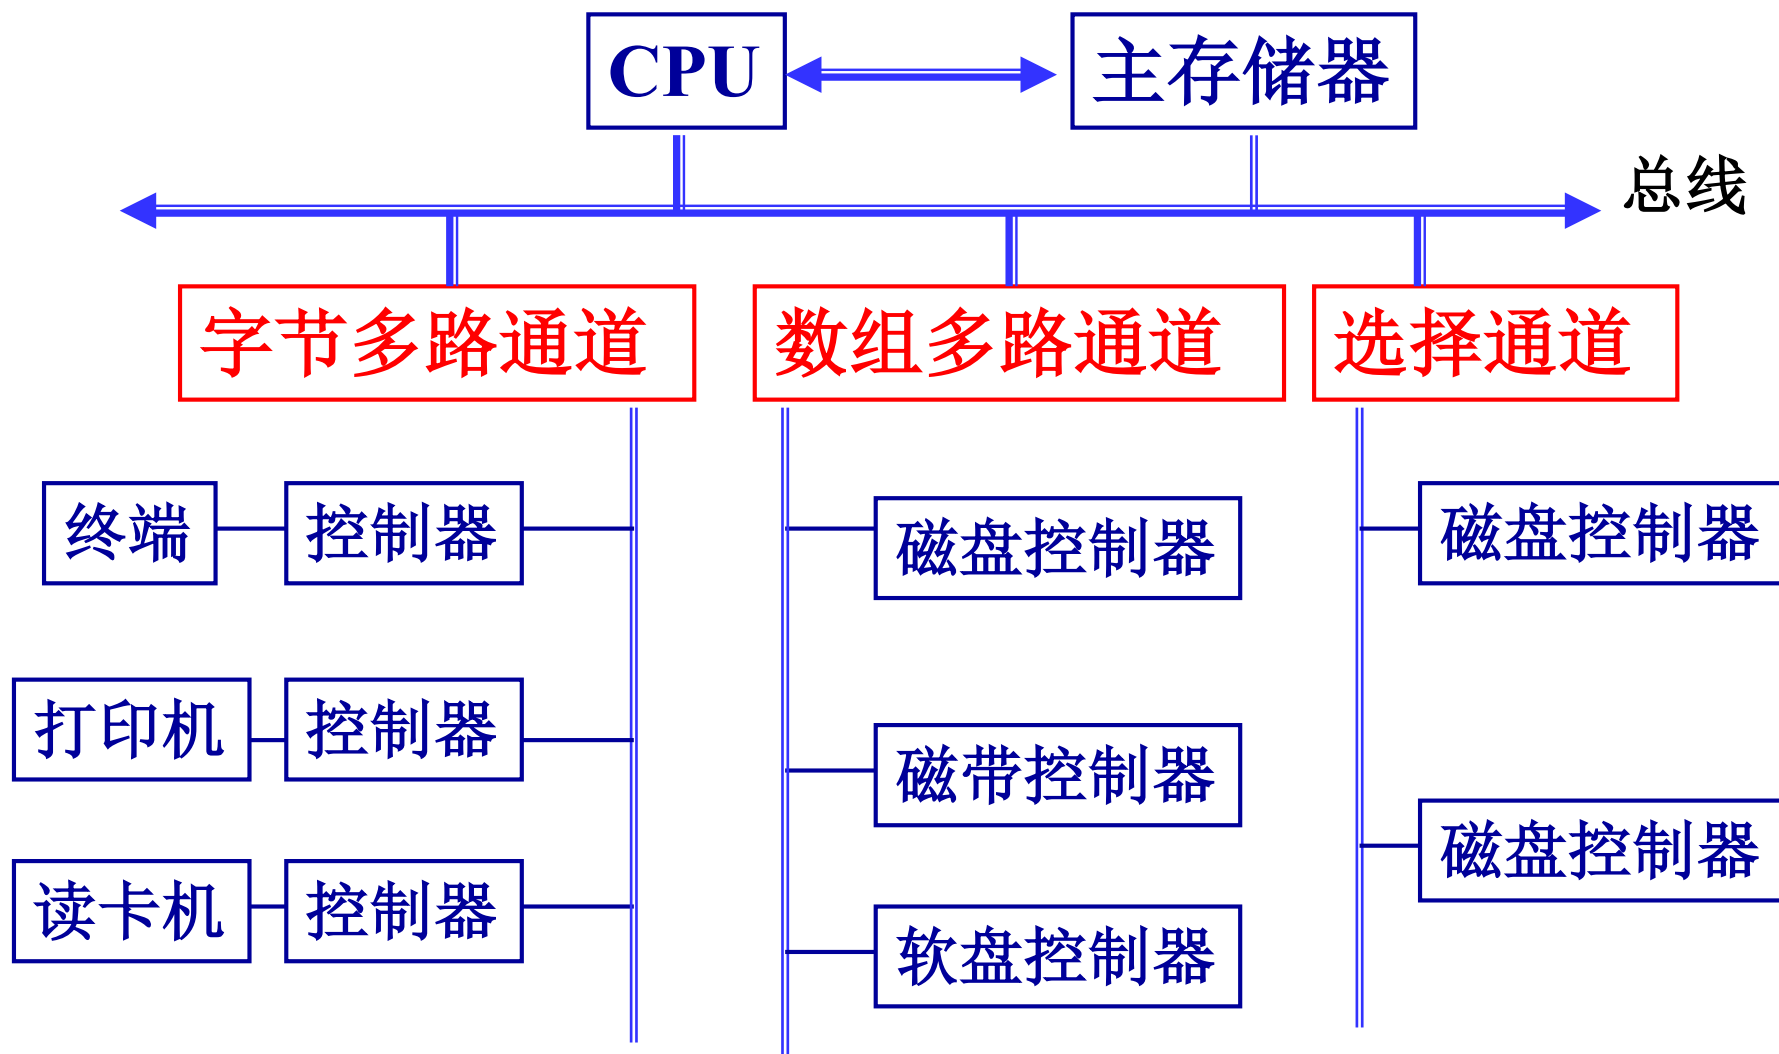 CPU
主存储器
总线
字节多路通道
数组多路通道
选择通道
终端
控制器
磁盘控制器
磁盘控制器
打印机
控制器
磁带控制器
磁盘控制器
读卡机
控制器
软盘控制器